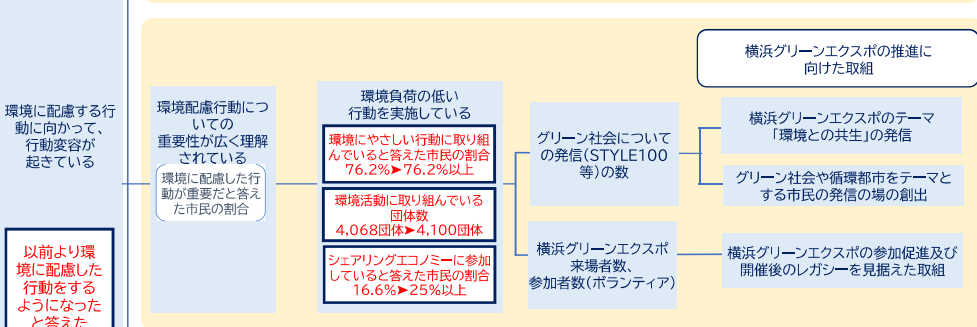 環境に配慮する行
動に向かって、
行動変容が
起きている
以前より環
境に配慮した
行動をする
ようになった
と答えた
環境配慮行動につ
いての
重要性が広く理解
されている
環境に配慮した行
動が重要だと答え
た市民の割合
環境負荷の低い
行動を実施している
環境にやさしい行動に取り組
んでいると答えた市民の割合
76.2%➤76.2%以上
環境活動に取り組んでいる
団体数
4,068団体➤4,100団体
シェアリングエコノミーに参加
していると答えた市民の割合
16.6%➤25%以上
グリーン社会について
の発信(STYLE100
等)の数
横浜グリーンエクスポ
来場者数、
参加者数(ボランティア)
横浜グリーンエクスポの推進に
向けた取組
横浜グリーンエクスポのテーマ
「環境との共生」の発信
グリーン社会や循環都市をテーマと
する市民の発信の場の創出
横浜グリーンエクスポの参加促進及び
開催後のレガシーを見据えた取組